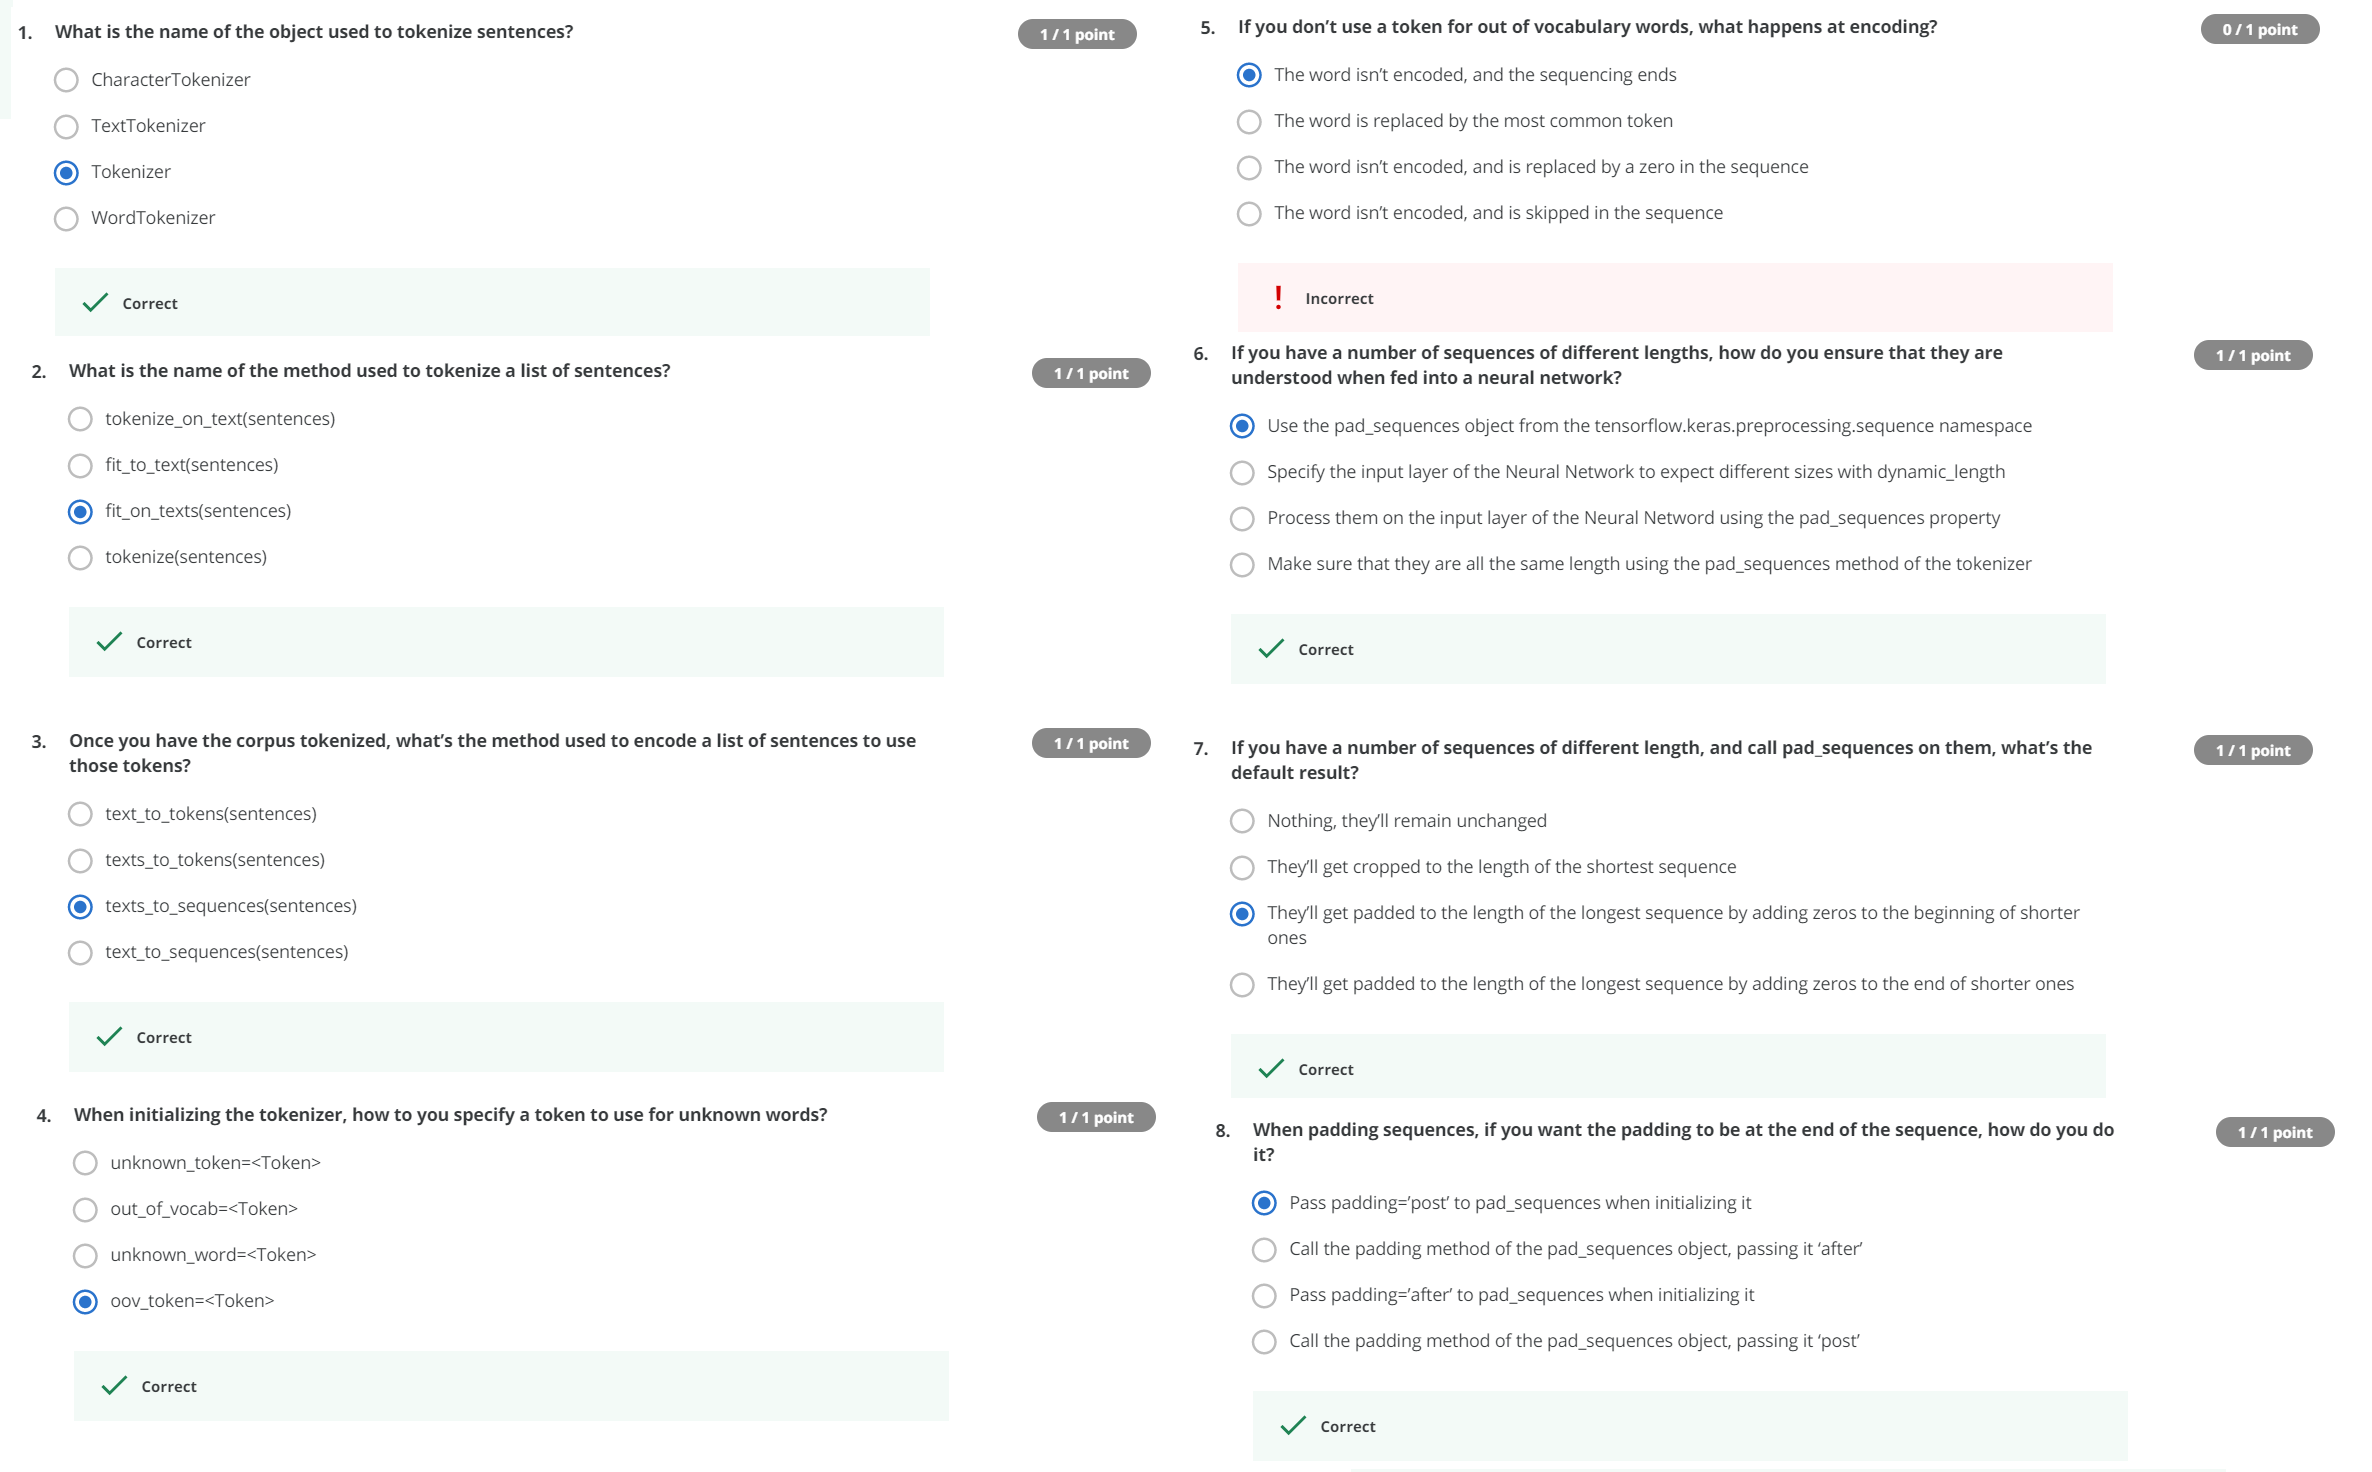 1. What is the name of the object used to tokenize sentences?
1 / 1 point
CharacterTokenizer
TextTokenizer
Tokenizer
WordTokenizer
Correct
2. What is the name of the method used to tokenize a list of sentences?
1 / 1 point
tokenize_on_text(sentences)
fit_to_text(sentences)
fit_on_texts(sentences)
tokenize(sentences)
Correct
3. Once you have the corpus tokenized, what’s the method used to encode a list of sentences to use
those tokens?
1 / 1 point
text_to_tokens(sentences)
texts_to_tokens(sentences)
texts_to_sequences(sentences)
text_to_sequences(sentences)
Correct
4. When initializing the tokenizer, how to you specify a token to use for unknown words?
1 / 1 point
unknown_token=<Token>
out_of_vocab=<Token>
unknown_word=<Token>
oov_token=<Token>
Correct
5. If you don’t use a token for out of vocabulary words, what happens at encoding?
0 / 1 point
The word isn’t encoded, and the sequencing ends
The word is replaced by the most common token
The word isn’t encoded, and is replaced by a zero in the sequence
The word isn’t encoded, and is skipped in the sequence
! Incorrect
6. If you have a number of sequences of different lengths, how do you ensure that they are
understood when fed into a neural network?
1 / 1 point
Use the pad_sequences object from the tensorflow.keras.preprocessing.sequence namespace
Specify the input layer of the Neural Network to expect different sizes with dynamic_length
Process them on the input layer of the Neural Netword using the pad_sequences property
Make sure that they are all the same length using the pad_sequences method of the tokenizer
Correct
7. If you have a number of sequences of different length, and call pad_sequences on them, what’s the
default result?
1 / 1 point
Nothing, they’ll remain unchanged
They’ll get cropped to the length of the shortest sequence
They’ll get padded to the length of the longest sequence by adding zeros to the beginning of shorter
ones
They’ll get padded to the length of the longest sequence by adding zeros to the end of shorter ones
Correct
8. When padding sequences, if you want the padding to be at the end of the sequence, how do you do
it?
1 / 1 point
Pass padding=’post’ to pad_sequences when initializing it
Call the padding method of the pad_sequences object, passing it ‘after’
Pass padding=’after’ to pad_sequences when initializing it
Call the padding method of the pad_sequences object, passing it ‘post’
Correct